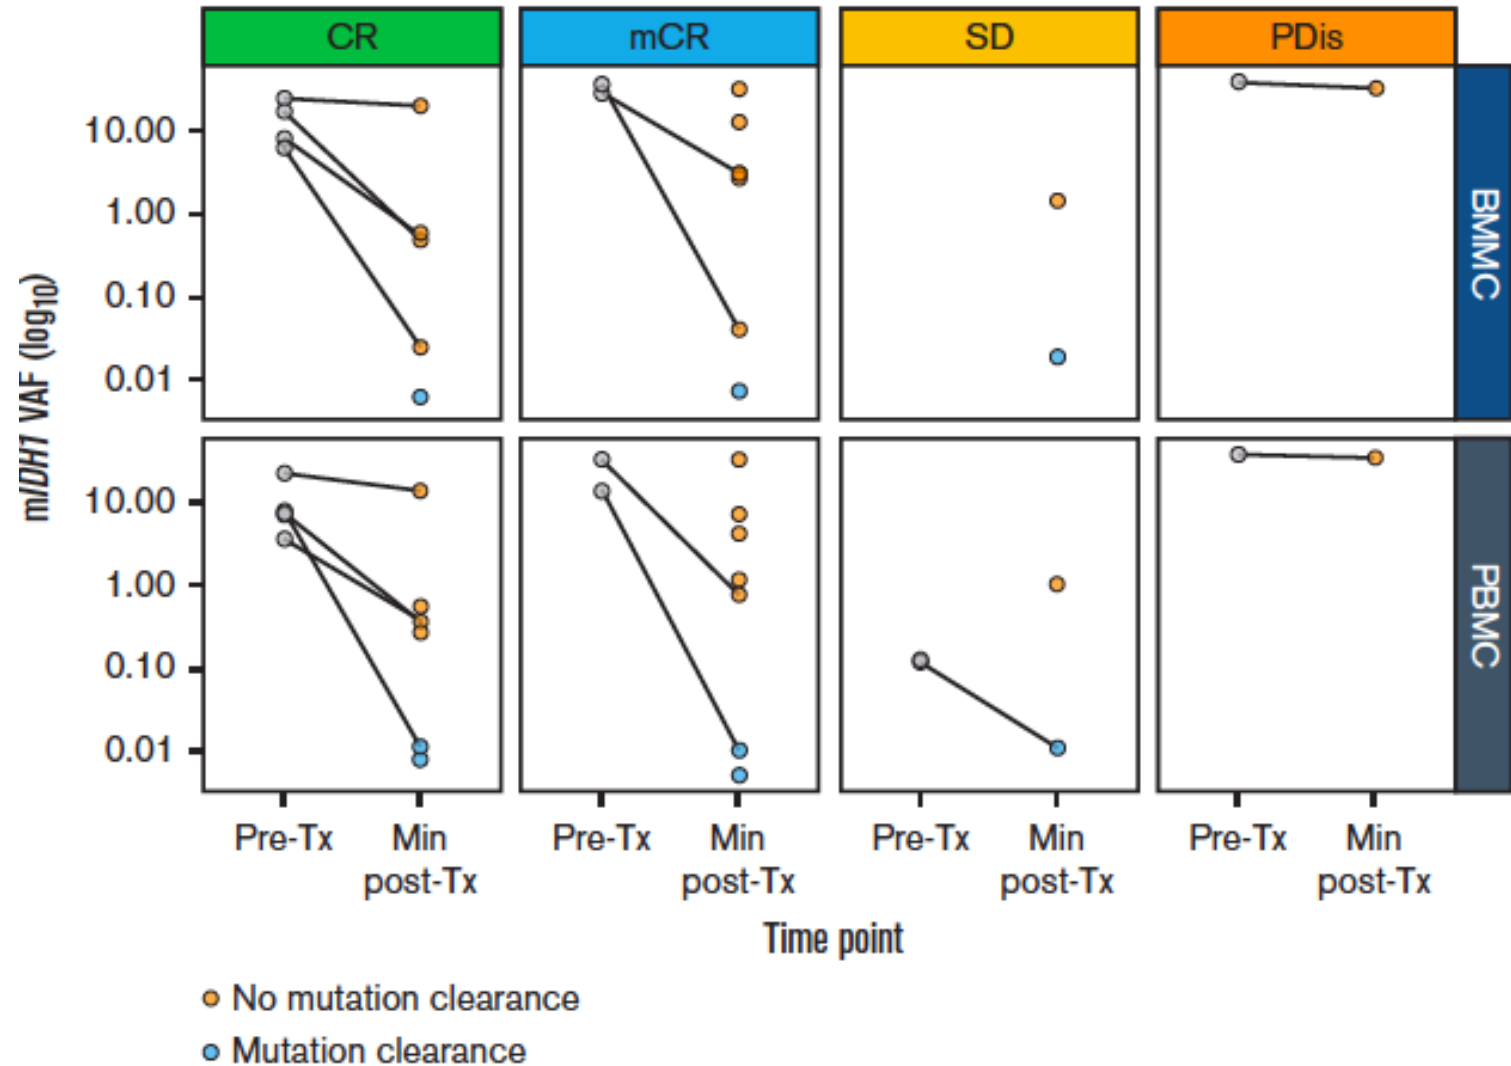 CR mCR SD PDis
10.00
1.00
0.10
0.01
BMMC
mIDH1 VAF (log10)
10.00
1.00
0.10
0.01
PBMC
Pre-Tx Min post-Tx Pre-Tx Min post-Tx Pre-Tx Min post-Tx Pre-Tx Min post-Tx
Time point
No mutation clearance
Mutation clearance